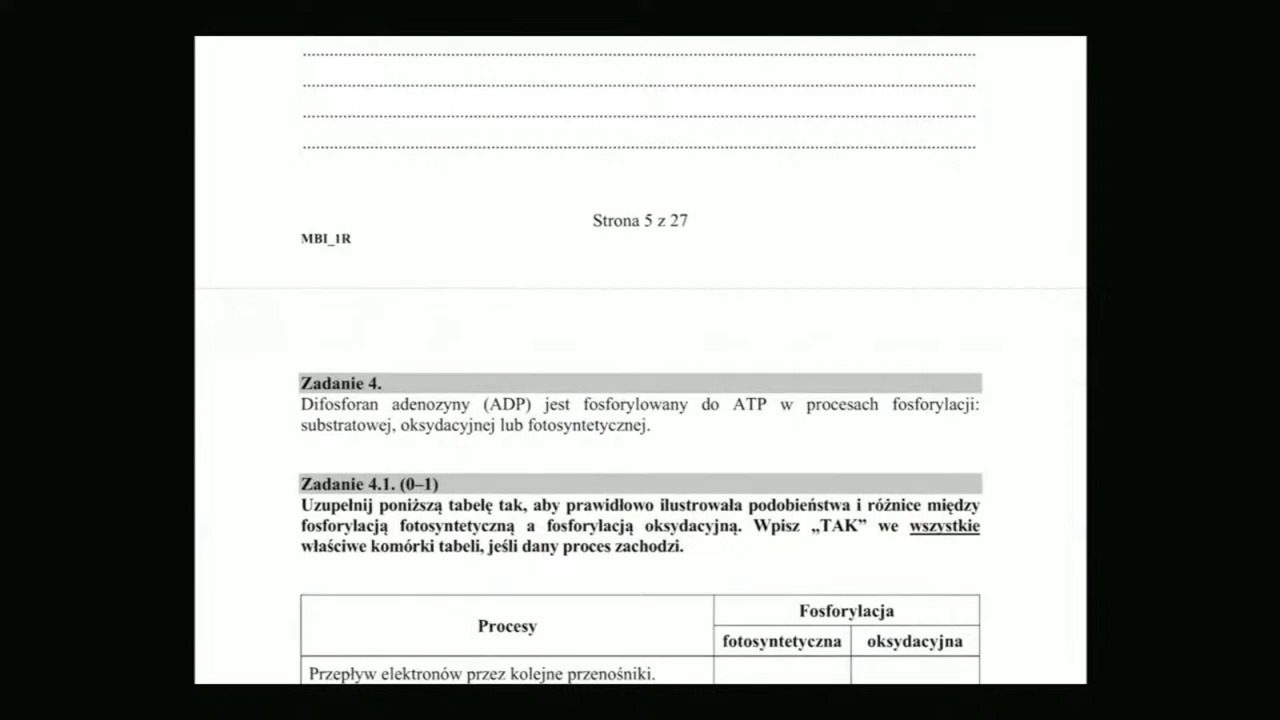 Strona 5 z 27
MBI_1R
Zadanie 4.
Difosforan adenozyny (ADP) jest fosforylowany do ATP w procesach fosforylacji:
substratowej, oksydacyjnej lub fotosyntetycznej.
Zadanie 4.1. (0–1)
Uzupełnij poniższą tabelę tak, aby prawidłowo ilustrowała podobieństwa i różnice między
fosforylacją fotosyntetyczną a fosforylacją oksydacyjną. Wpisz „TAK” we wszystkie
właściwe komórki tabeli, jeśli dany proces zachodzi.
Procesy
Fosforylacja
fotosyntetyczna
oksydacyjna
Przepływ elektronów przez kolejne przenośniki.